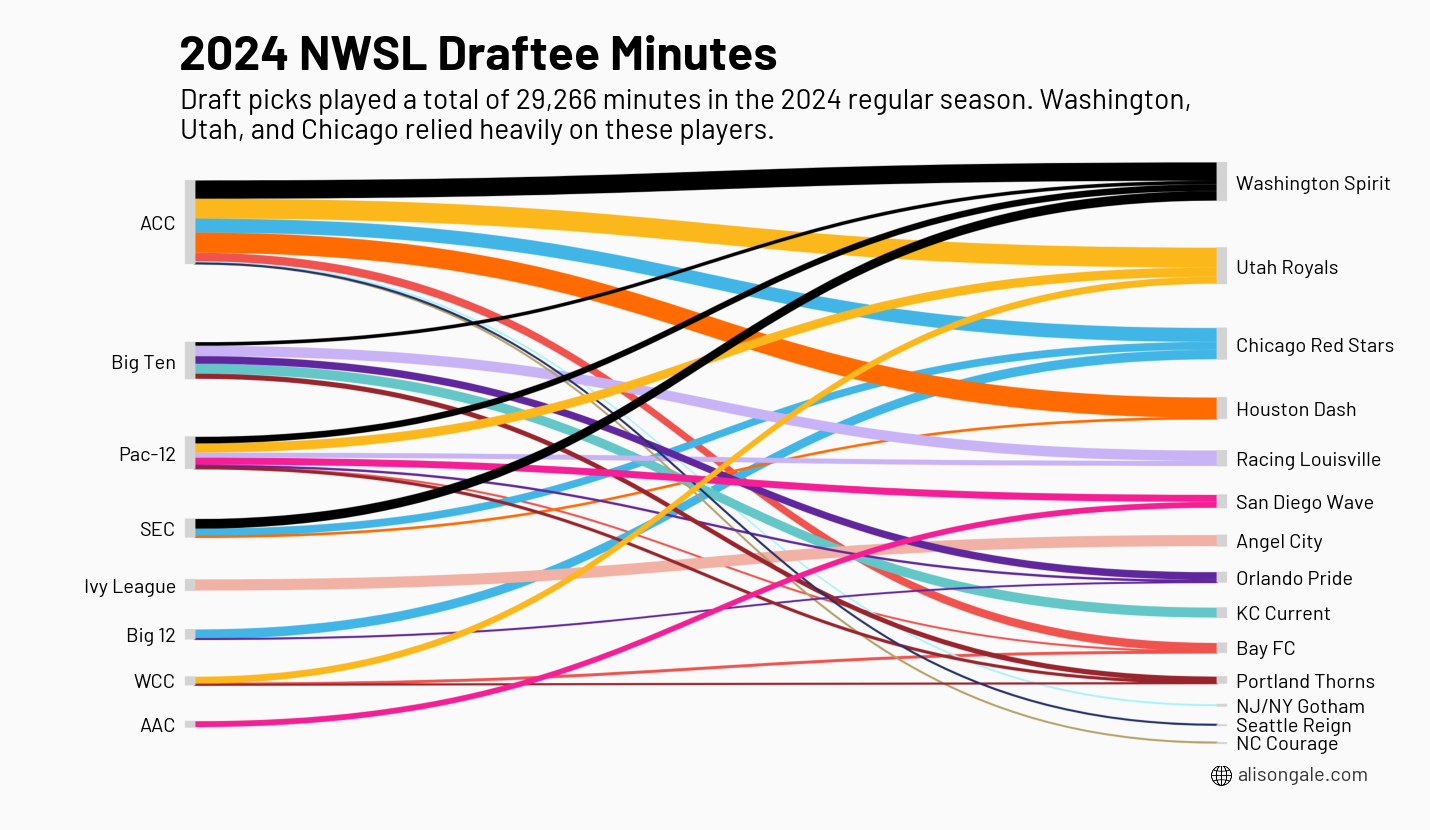 2024 NWSL Draftee Minutes
Draft picks played a total of 29,266 minutes in the 2024 regular season. Washington,
Utah, and Chicago relied heavily on these players.
ACC
Big Ten
Pac-12
SEC
Ivy League
Big 12
WCC
AAC
Washington Spirit
Utah Royals
Chicago Red Stars
Houston Dash
Racing Louisville
San Diego Wave
Angel City
Orlando Pride
KC Current
Bay FC
Portland Thorns
NJ/NY Gotham
Seattle Reign
NC Courage
alisongale.com